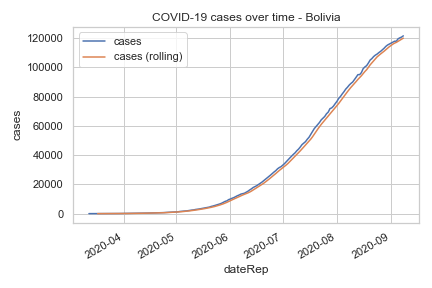 COVID-19 cases over time - Bolivia
cases
cases (rolling)
120000
100000
80000
60000
40000
20000
0
cases
2020-04
2020-05
2020-06
2020-07
2020-08
2020-09
dateRep